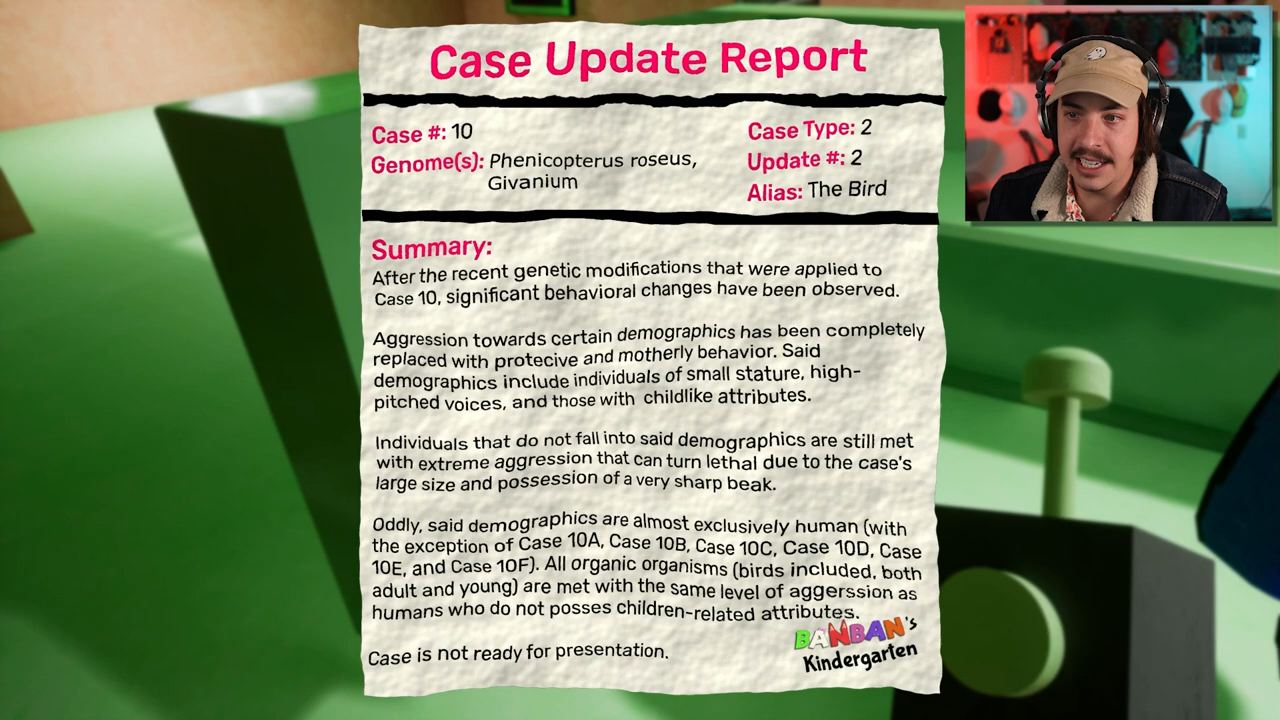 Case Update Report
Case #: 10
Genome(s): Phenicopterus roseus,
Givanium
Case Type: 2
Update #: 2
Alias: The Bird
Summary:
After the recent genetic modifications that were applied to
Case 10, significant behavioral changes have been observed.
Aggression towards certain demographics has been completely
replaced with protecive and motherly behavior. Said
demographics include individuals of small stature, high-
pitched voices, and those with childlike attributes.
Individuals that do not fall into said demographics are still met
with extreme aggression that can turn lethal due to the case's
large size and possession of a very sharp beak.
Oddly, said demographics are almost exclusively human (with
the exception of Case 10A, Case 10B, Case 10C, Case 10D, Case
10E, and Case 10F). All organic organisms (birds included, both
adult and young) are met with the same level of aggerssion as
humans who do not posses children-related attributes.
Case is not ready for presentation.
BANBAN's
Kindergarten